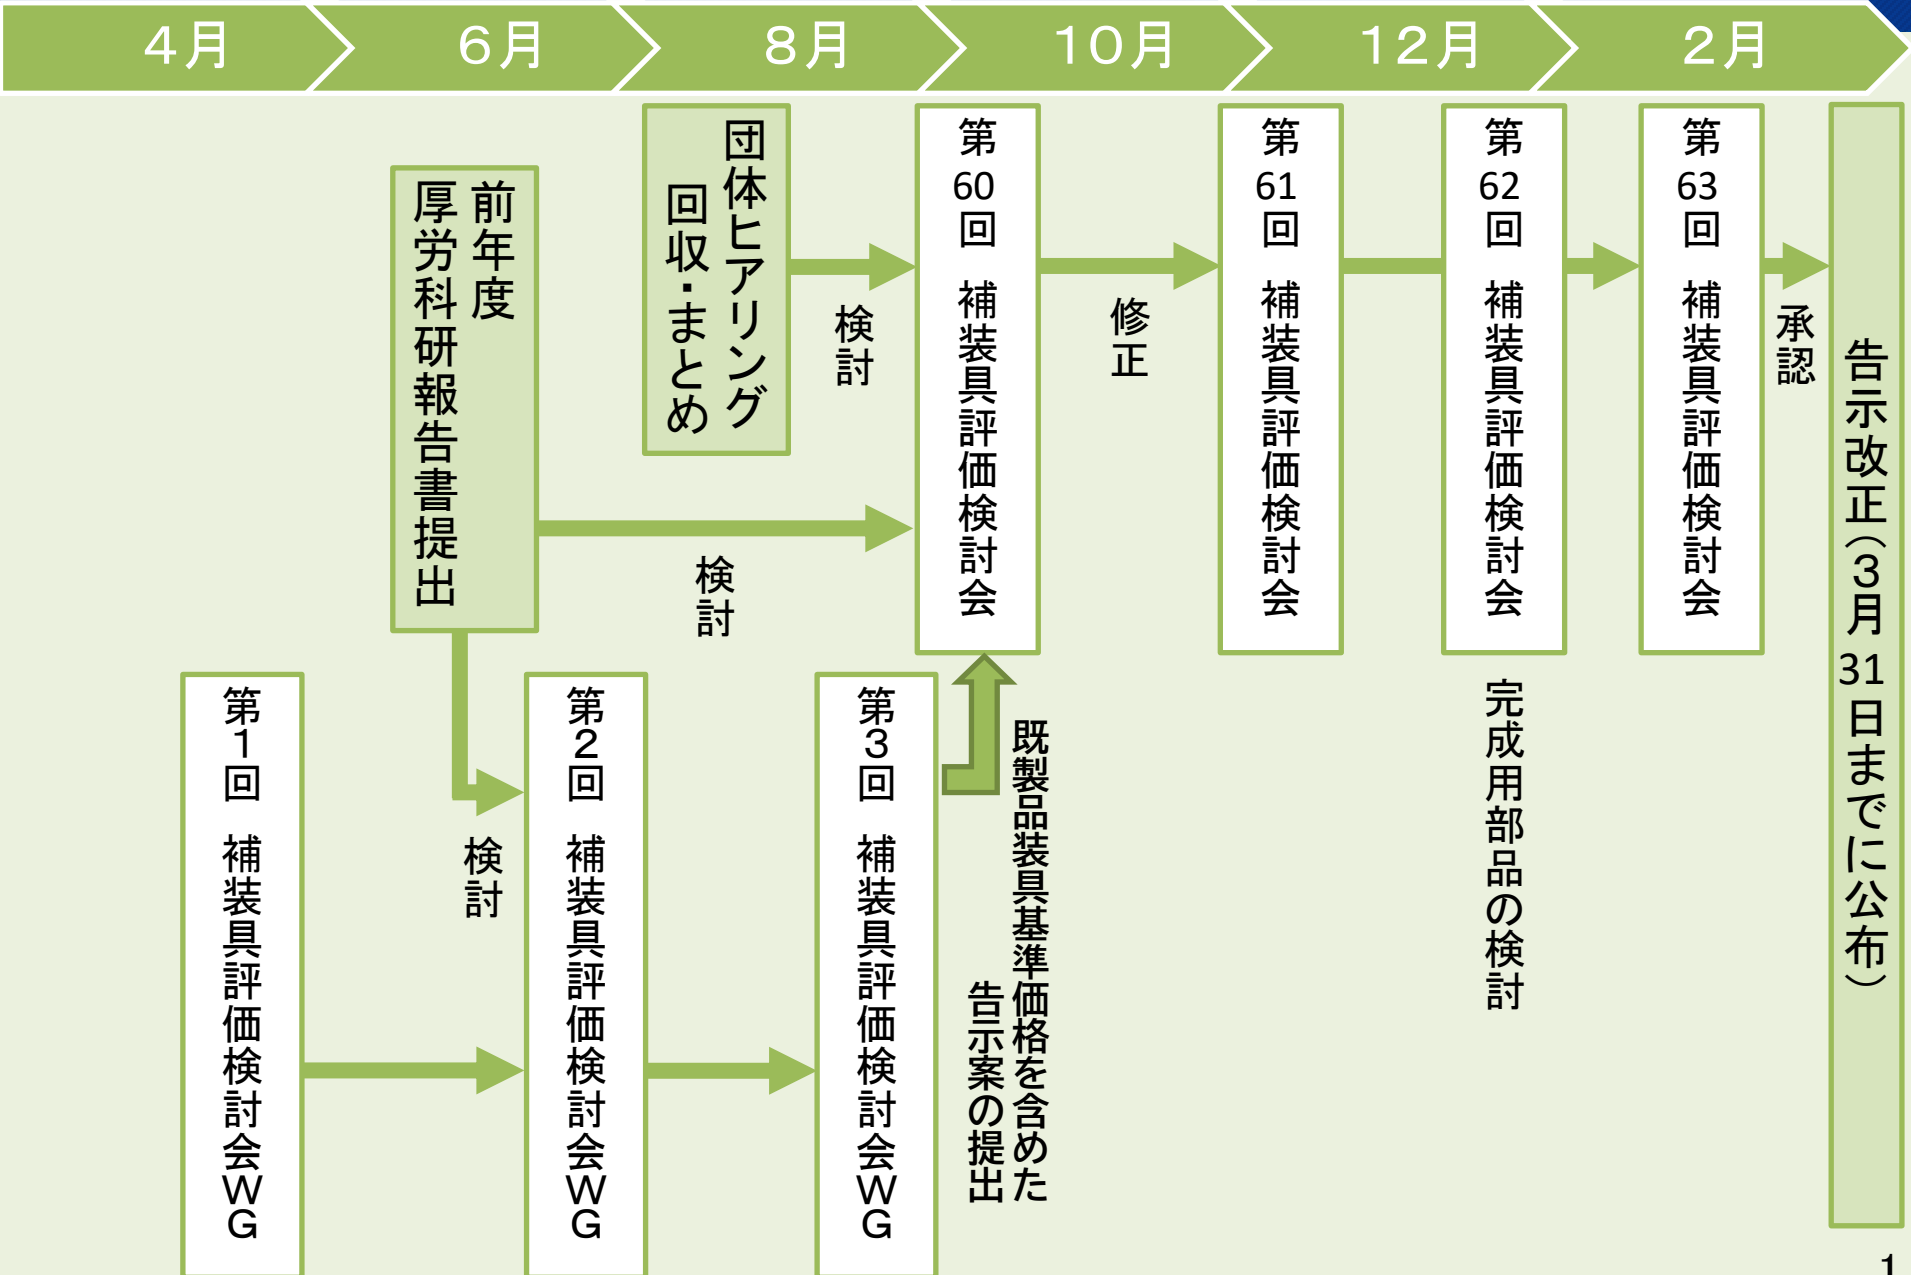 4月
6月
8月
10月
12月
2月
前年度
厚労科研報告書提出
団体ヒアリング
回収・まとめ
検討
第60回 補装具評価検討会
修正
第61回 補装具評価検討会
第62回 補装具評価検討会
第63回 補装具評価検討会
承認
告示改正(3月31日までに公布)
検討
検討
第1回 補装具評価検討会WG
第2回 補装具評価検討会WG
第3回 補装具評価検討会WG
既製品装具基準価格を含めた
告示案の提出
完成用部品の検討
1